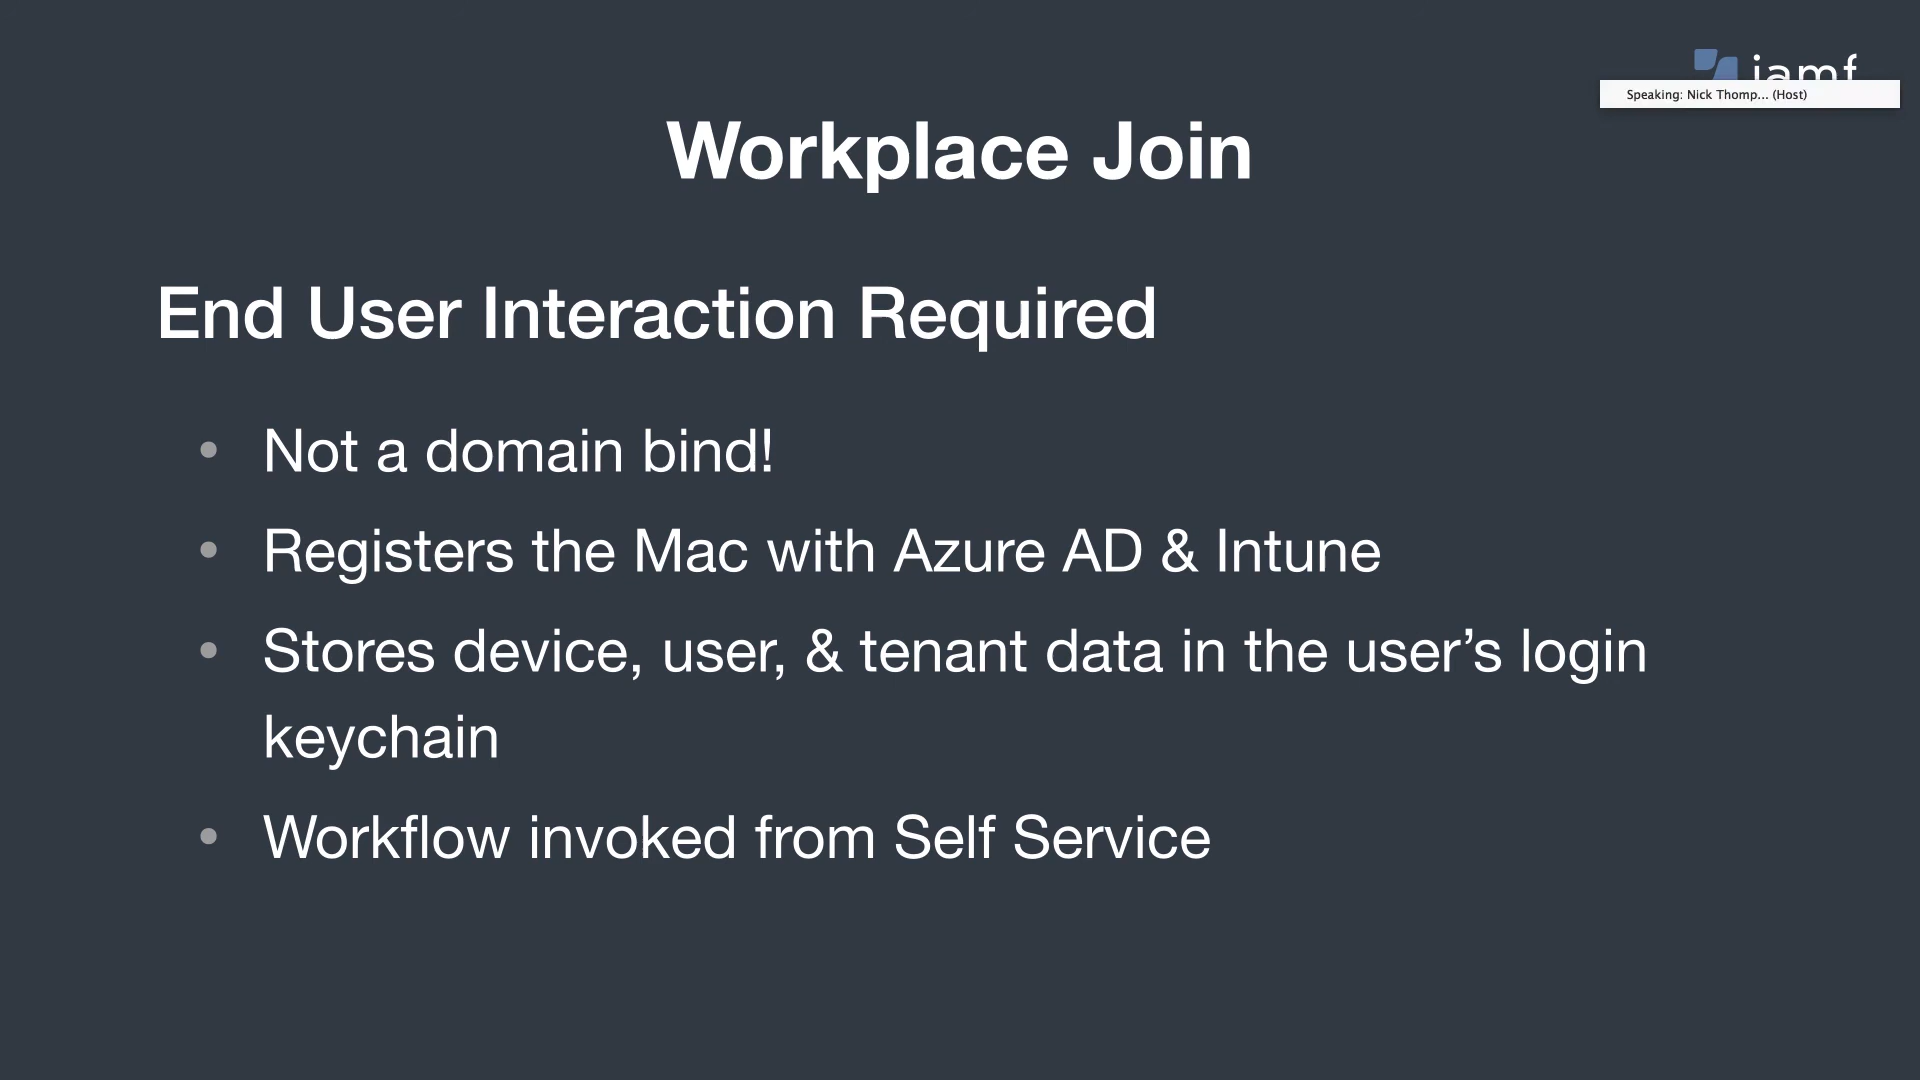 jamf
Speaking: Nick Thomp... (Host)
Workplace Join
End User Interaction Required
• Not a domain bind!
• Registers the Mac with Azure AD & Intune
• Stores device, user, & tenant data in the user’s login
keychain
• Workflow invoked from Self Service